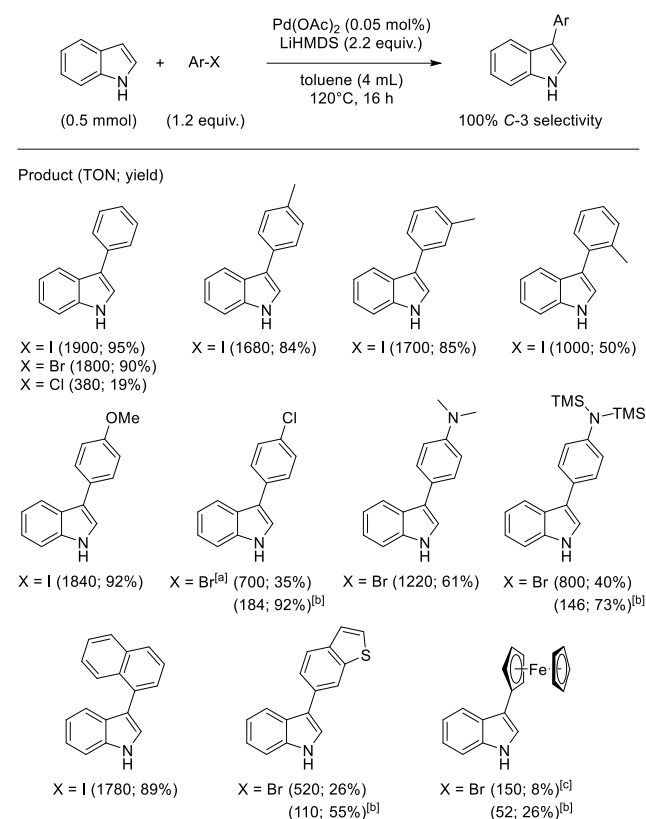 Pd(OAc)2 (0.05 mol%)
LiHMDS (2.2 equiv.)
toluene (4 mL)
120°C, 16 h
N
H
+ Ar-X
Ar
N
H
(0.5 mmol) (1.2 equiv.) 100% C-3 selectivity
Product (TON; yield)
N
H
N
H
N
H
N
H
X = I (1900; 95%) X = I (1680; 84%) X = I (1700; 85%) X = I (1000; 50%)
X = Br (1800; 90%)
X = Cl (380; 19%)
OMe
N
H
Cl
N
H
N
N
H
TMS
N
TMS
N
H
X = I (1840; 92%) X = Br[a] (700; 35%) X = Br (1220; 61%) X = Br (800; 40%)
(184; 92%)[b] (146; 73%)[b]
N
H
S
N
H
Fe
N
H
X = I (1780; 89%) X = Br (520; 26%) X = Br (150; 8%)[c]
(110; 55%)[b] (52; 26%)[b]